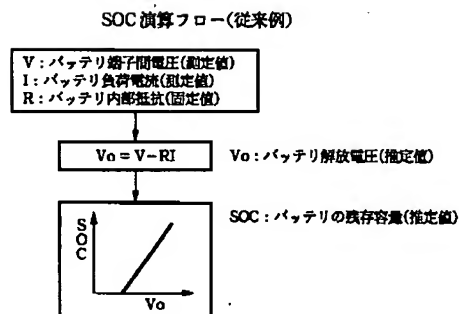 SOC 演算フロー(従来例)
V:バッテリ端子間電圧(測定値)
I:バッテリ負荷電流(測定値)
R:バッテリ内部抵抗(固定値)
Vo = V−RI
Vo:バッテリ解放電圧(推定値)
SOC:バッテリの残存容量(推定値)
SOC
Vo